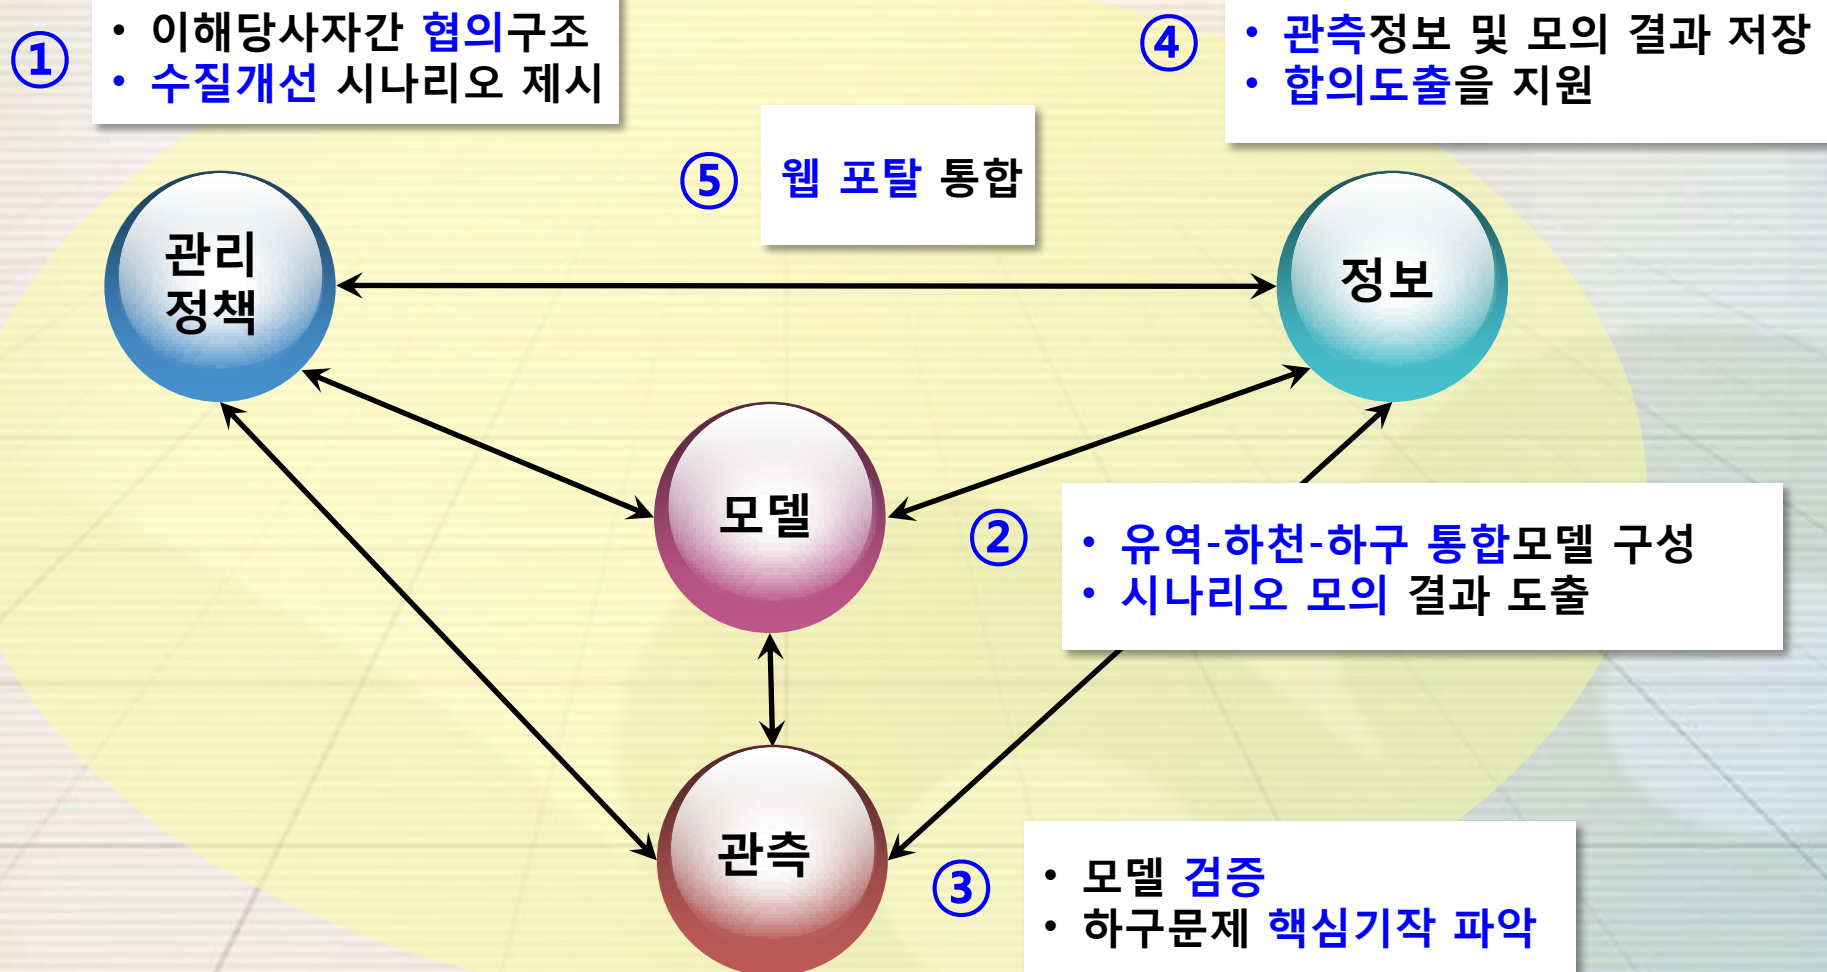 ①
• 이해당사자간 협의구조
• 수질개선 시나리오 제시
④
• 관측정보 및 모의 결과 저장
• 합의도출을 지원
⑤
웹 포탈 통합
관리
정책
정보
모델
②
• 유역-하천-하구 통합모델 구성
• 시나리오 모의 결과 도출
관측
③
• 모델 검증
• 하구문제 핵심기작 파악